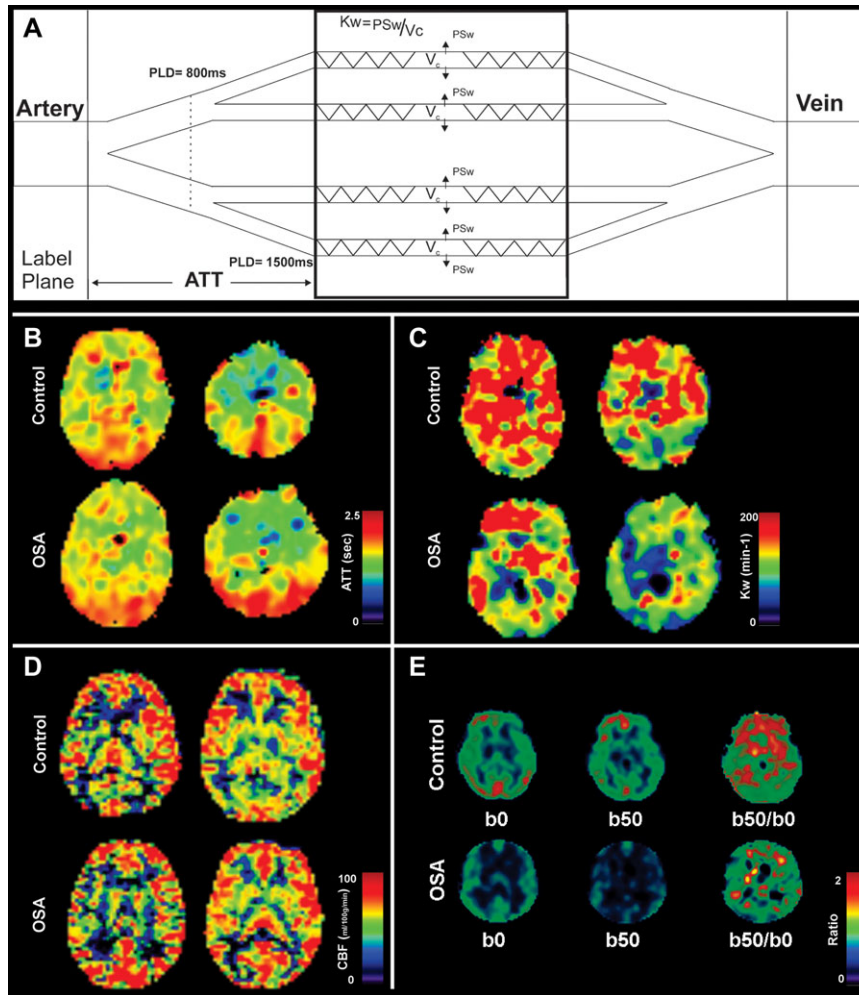 A
Kw=PSw/Vc
PSw
Vc
PSw
Vc
PLD= 800ms
Artery
Vein
PSw
Vc
PSw
PSw
Vc
PSw
Label
Plane
ATT
PLD= 1500ms
B
Control
OSA
2.5
ATT (sec)
0
C
Control
OSA
200
Kw (min-1)
0
D
Control
OSA
100
CBF (ml/100g/min)
0
E
Control
b0
b50
b50/b0
OSA
b0
b50
b50/b0
2
Ratio
0